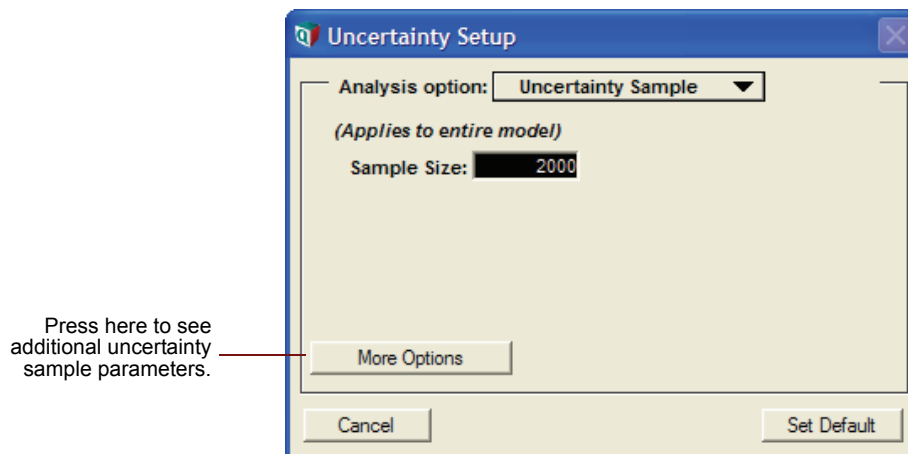 Uncertainty Setup
Analysis option: Uncertainty Sample
(Applies to entire model)
Sample Size: 2000
Press here to see
additional uncertainty
sample parameters.
More Options
Cancel
Set Default